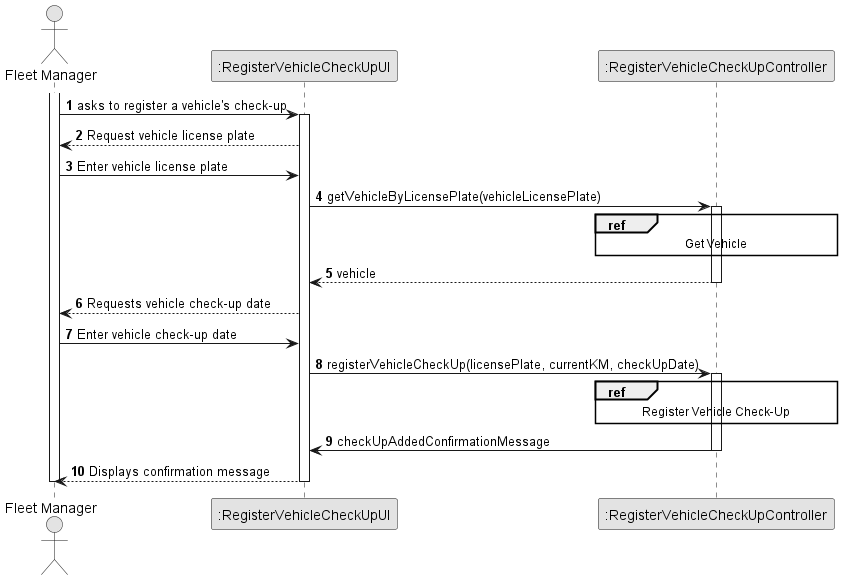 Fleet Manager
:RegisterVehicleCheckUpUI
:RegisterVehicleCheckUpController
1 asks to register a vehicle's check-up
2 Request vehicle license plate
3 Enter vehicle license plate
4 getVehicleByLicensePlate(vehicleLicensePlate)
ref
Get Vehicle
5 vehicle
6 Requests vehicle check-up date
7 Enter vehicle check-up date
8 registerVehicleCheckUp(licensePlate, currentKM, checkUpDate)
ref
Register Vehicle Check-Up
9 checkUpAddedConfirmationMessage
10 Displays confirmation message
Fleet Manager
:RegisterVehicleCheckUpUI
:RegisterVehicleCheckUpController